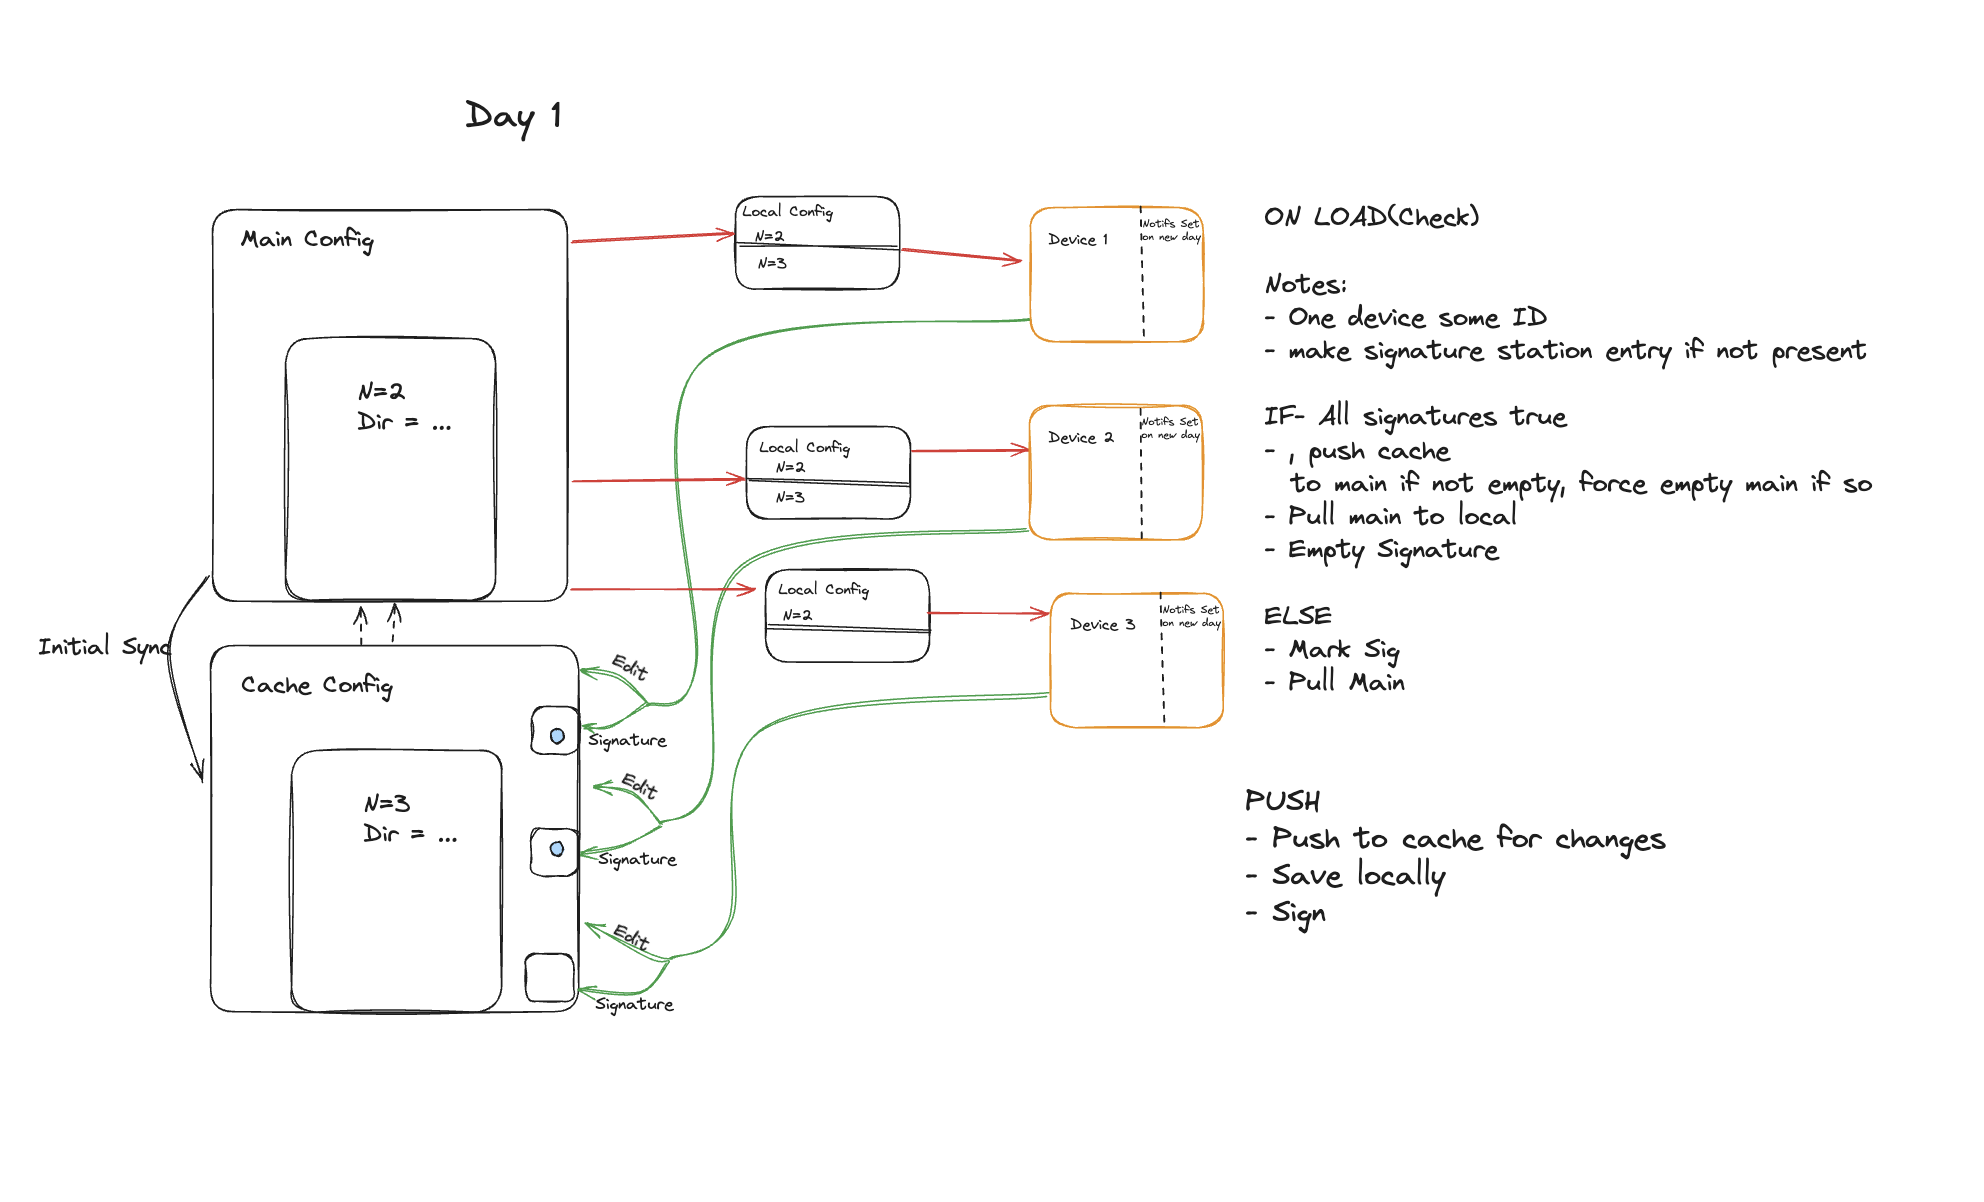 Day 1
Main Config
N=2
Dir = ...
Initial Sync
Cache Config
N=3
Dir = ...
Edit
Signature
Edit
Signature
Edit
Signature
Local Config
N=2
N=3
Local Config
N=2
N=3
Local Config
N=2
Device 1
Notifs Set
on new day
Device 2
Notifs Set
on new day
Device 3
Notifs Set
on new day
ON LOAD(Check)
Notes:
- One device some ID
- make signature station entry if not present
IF- All signatures true
- , push cache
to main if not empty, force empty main if so
- Pull main to local
- Empty Signature
ELSE
- Mark Sig
- Pull Main
PUSH
- Push to cache for changes
- Save locally
- Sign